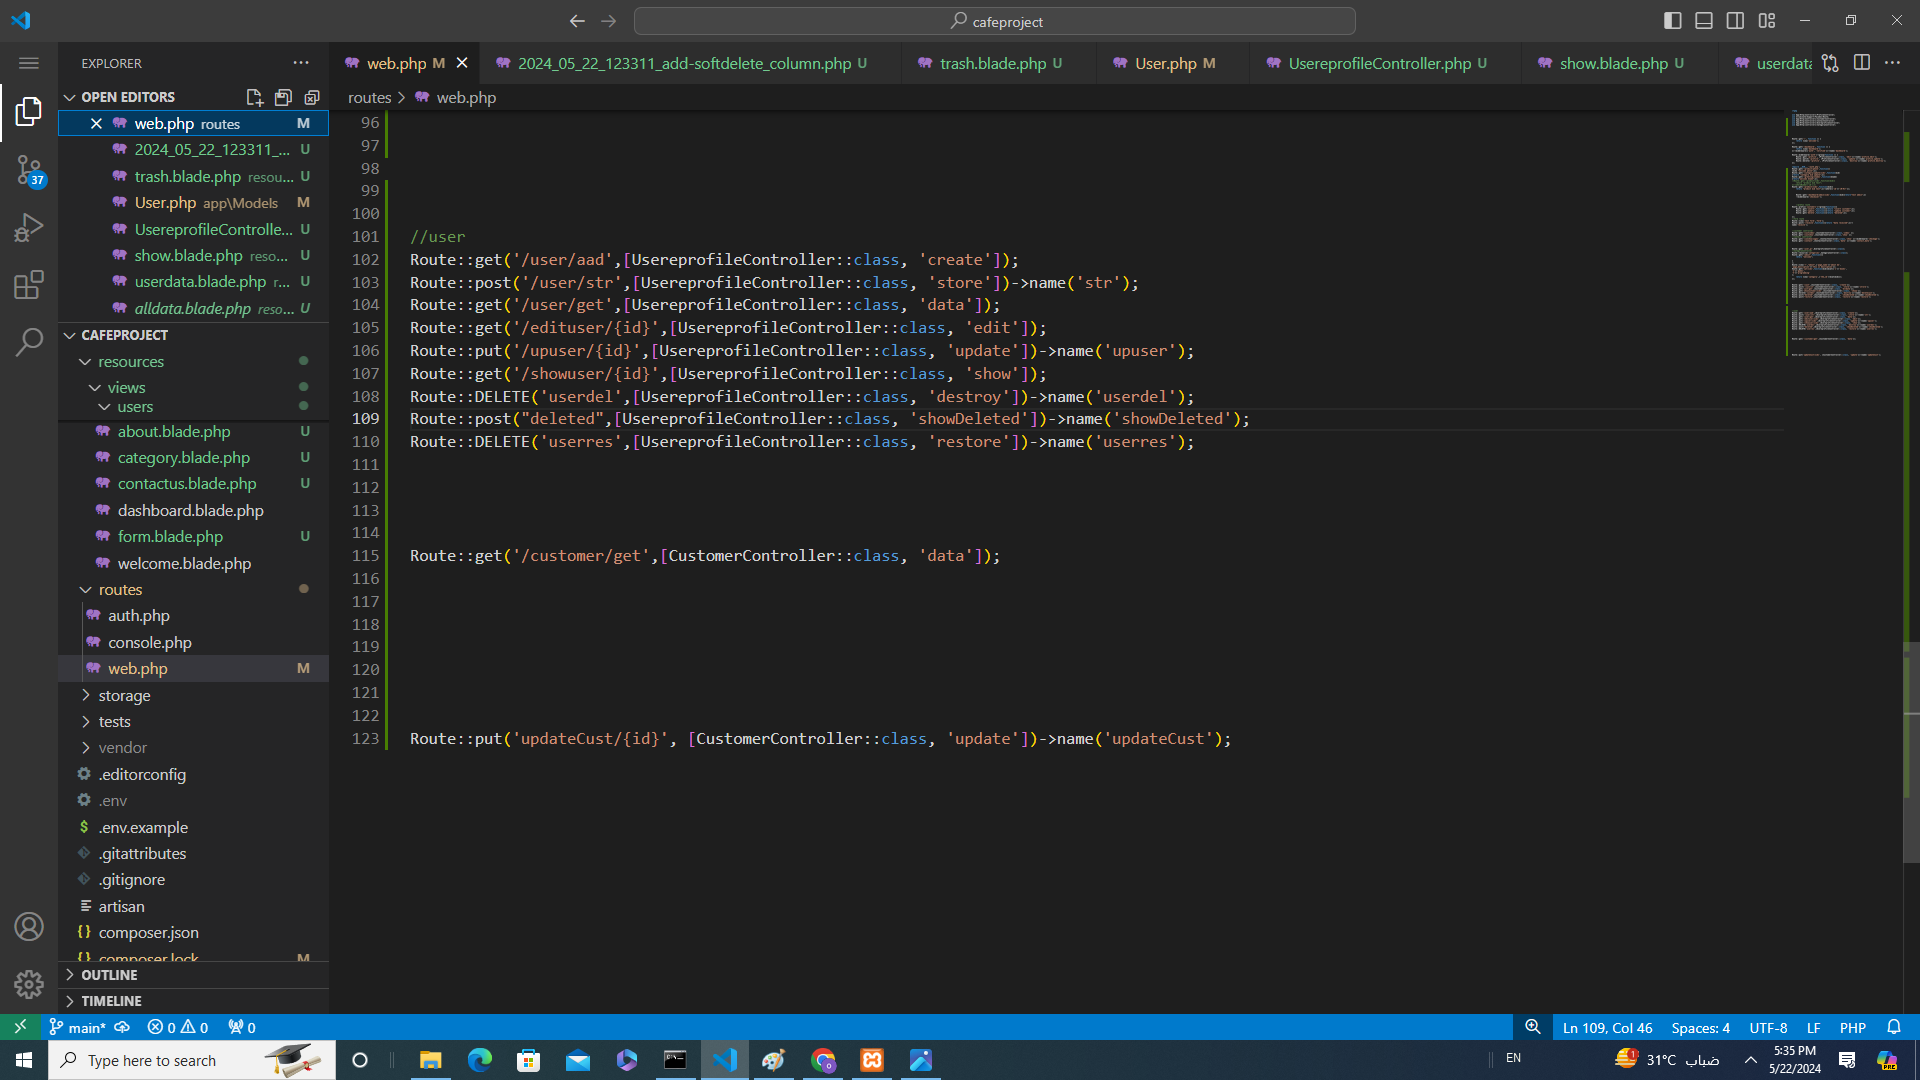 cafeproject
EXPLORER
web.php M
2024_05_22_123311_add-softdelete_column.php U
trash.blade.php U
User.php M
UsereprofileController.php U
show.blade.php U
userdata
OPEN EDITORS
routes > web.php
web.php routes M
2024_05_22_123311_... U
trash.blade.php resou... U
User.php app\Models M
UsereprofileControlle... U
show.blade.php reso... U
userdata.blade.php r... U
alldata.blade.php reso... U
CAFEPROJECT
resources
views
users
about.blade.php U
category.blade.php U
contactus.blade.php U
dashboard.blade.php
form.blade.php U
welcome.blade.php
routes
auth.php
console.php
web.php M
storage
tests
vendor
.editorconfig
.env
.env.example
.gitattributes
.gitignore
artisan
composer.json
composer.lock M
OUTLINE
TIMELINE
37
96
97
98
99
100
101 //user
102 Route::get('/user/aad',[UsereprofileController::class, 'create']);
103 Route::post('/user/str',[UsereprofileController::class, 'store'])->name('str');
104 Route::get('/user/get',[UsereprofileController::class, 'data']);
105 Route::get('/edituser/{id}',[UsereprofileController::class, 'edit']);
106 Route::put('/upuser/{id}',[UsereprofileController::class, 'update'])->name('upuser');
107 Route::get('/showuser/{id}',[UsereprofileController::class, 'show']);
108 Route::DELETE('userdel',[UsereprofileController::class, 'destroy'])->name('userdel');
109 Route::post("deleted",[UsereprofileController::class, 'showDeleted'])->name('showDeleted');
110 Route::DELETE('userres',[UsereprofileController::class, 'restore'])->name('userres');
111
112
113
114
115 Route::get('/customer/get',[CustomerController::class, 'data']);
116
117
118
119
120
121
122
123 Route::put('updateCust/{id}', [CustomerController::class, 'update'])->name('updateCust');
main* 0 0 0
Ln 109, Col 46 Spaces: 4 UTF-8 LF PHP
Type here to search
EN
1
31°C ضباب
5:35 PM
5/22/2024
PRE